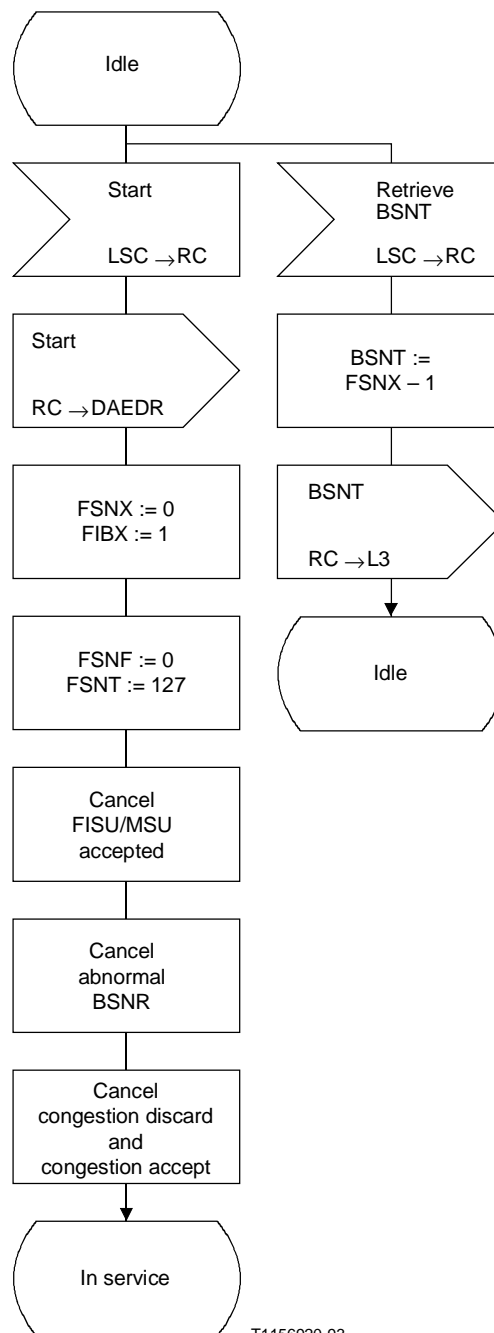 Idle
Start
LSC → RC
Start
RC → DAEDR
FSNX := 0
FIBX := 1
FSNF := 0
FSNT := 127
Cancel
FISU/MSU
accepted
Cancel
abnormal
BSNR
Cancel
congestion discard
and
congestion accept
In service
Retrieve
BSNT
LSC → RC
BSNT :=
FSNX – 1
BSNT
RC → L3
Idle